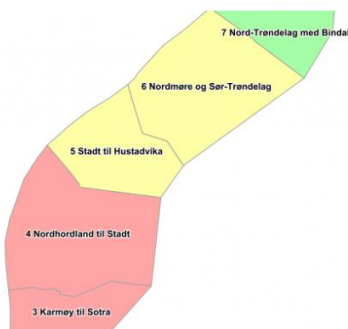 7 Nord-Trøndelag med Bindal
6 Nordmøre og Sør-Trøndelag
5 Stadt til Hustadvika
4 Nordhordland til Stadt
3 Karmøy til Sotra